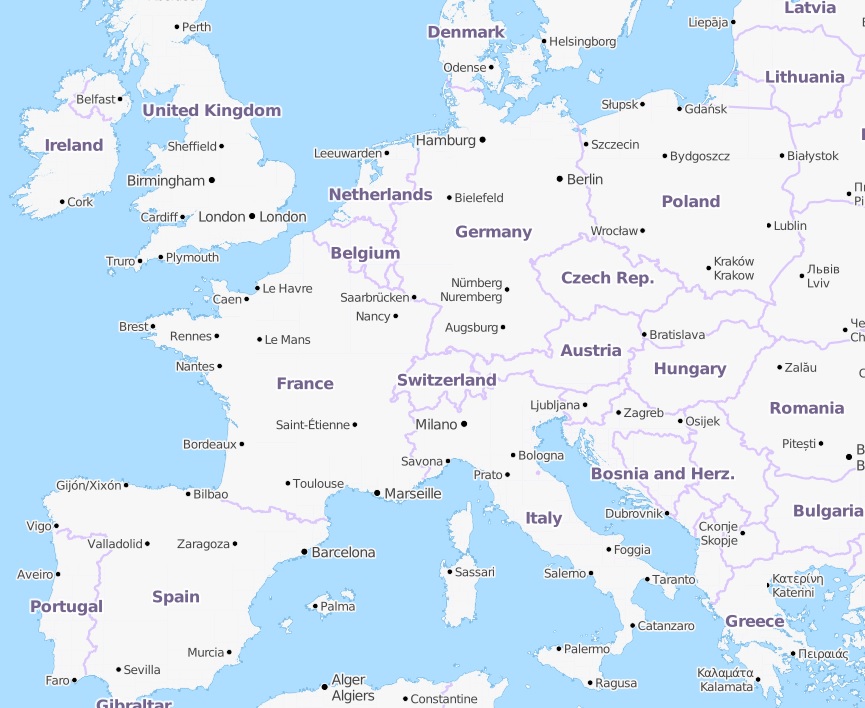 Latvia
Perth
Liepāja
Denmark
Helsingborg
Odense
Lithuania
Belfast
United Kingdom
Słupsk
Gdańsk
Ireland
Sheffield
Leeuwarden
Hamburg
Szczecin
Bydgoszcz
Białystok
Birmingham
Berlin
Netherlands
Bielefeld
Poland
Cork
Cardiff
London
London
Germany
Wrocław
Lublin
Truro
Plymouth
Belgium
Kraków
Krakow
Львів
Lviv
Czech Rep.
Le Havre
Caen
Saarbrücken
Nürnberg
Nuremberg
Nancy
Brest
Rennes
Le Mans
Augsburg
Bratislava
Austria
Nantes
France
Switzerland
Hungary
Zalău
Ljubljana
Zagreb
Osijek
Romania
Saint-Étienne
Milano
Bordeaux
Pitești
Savona
Bologna
Prato
Bosnia and Herz.
Toulouse
Marseille
Gijón/Xixón
Bilbao
Italy
Dubrovnik
Bulgaria
Vigo
Скопје
Skopje
Valladolid
Zaragoza
Barcelona
Foggia
Aveiro
Sassari
Salerno
Taranto
Κατερίνη
Katerini
Portugal
Spain
Palma
Catanzaro
Greece
Murcia
Palermo
Πειραιάς
Sevilla
Faro
Alger
Algiers
Constantine
Ragusa
Καλαμάτα
Kalamata
Gibraltar